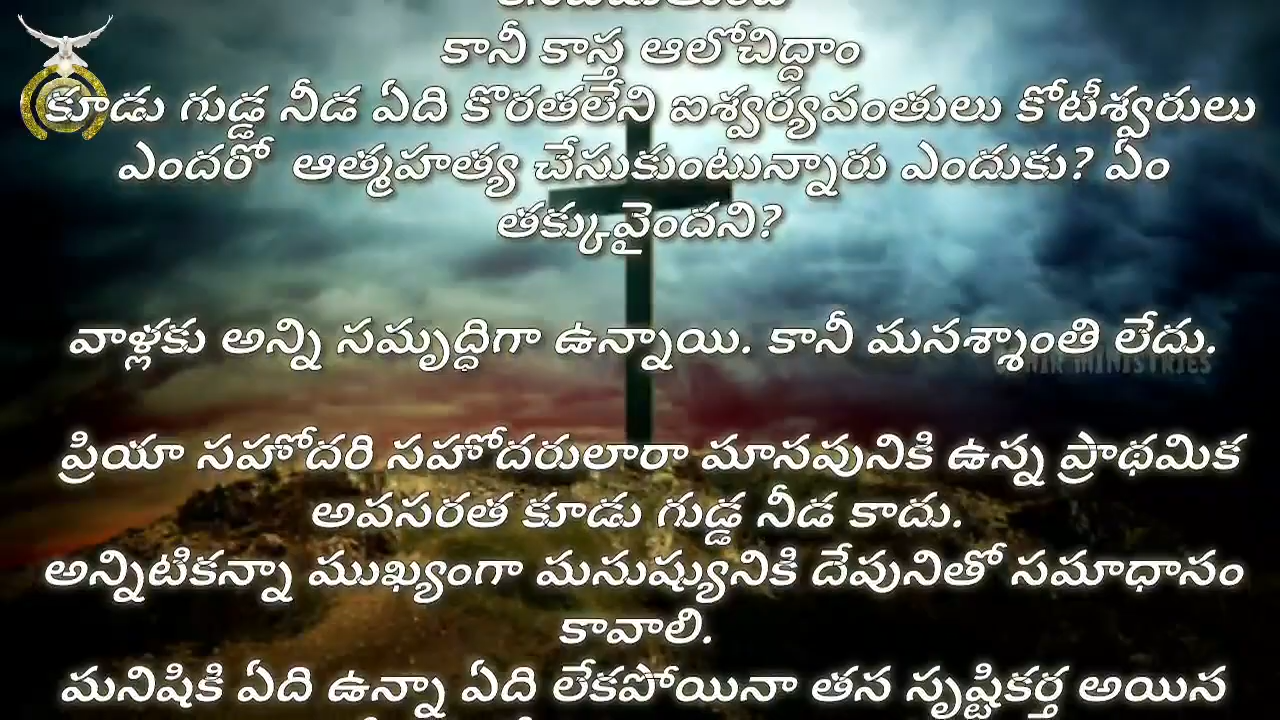 కానీ కాస్త ఆలోచిద్దాం
కూడు గుడ్డ నీడ ఏది కొరతలేని ఐశ్వర్యవంతులు కోటీశ్వరులు
ఎందరో ఆత్మహత్య చేసుకుంటున్నారు ఎందుకు? ఏం
తక్కువైందని?
వాళ్లకు అన్ని సమృద్దిగా ఉన్నాయి. కానీ మనశ్శాంతి లేదు.
MINISTRIES
ప్రియా సహోదరి సహోదరులారా మానవునికి ఉన్న ప్రాథమిక
అవసరత కూడు గుడ్డ నీడ కాదు.
అన్నిటికన్నా ముఖ్యంగా మనుష్యునికి దేవునితో సమాధానం
కావాలి.
మనిషికి ఏది ఉన్నా ఏది లేకపోయినా తన సృష్టికర్త అయిన